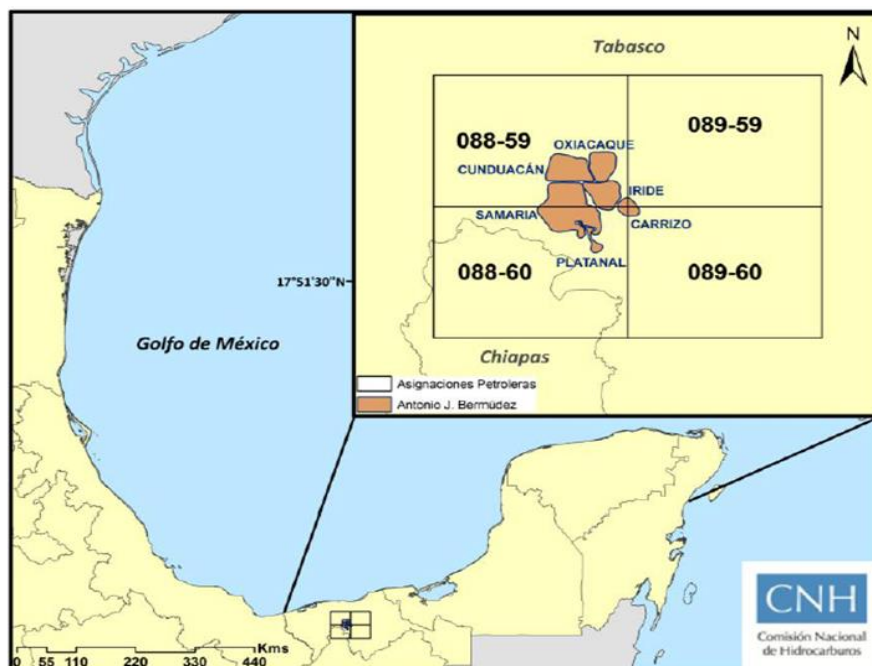 Tabasco
N
088-59
089-59
OXIACAQUE
CUNDUACÁN
IRIDE
SAMARIA
CARRIZO
088-60
PLATANAL
089-60
17°51'30"N
Golfo de México
Chiapas
Asignaciones Petroleras
Antonio J. Bermúdez
CNH
Comisión Nacional
de Hidrocarburos
Kms
0 55 110 220 330 440